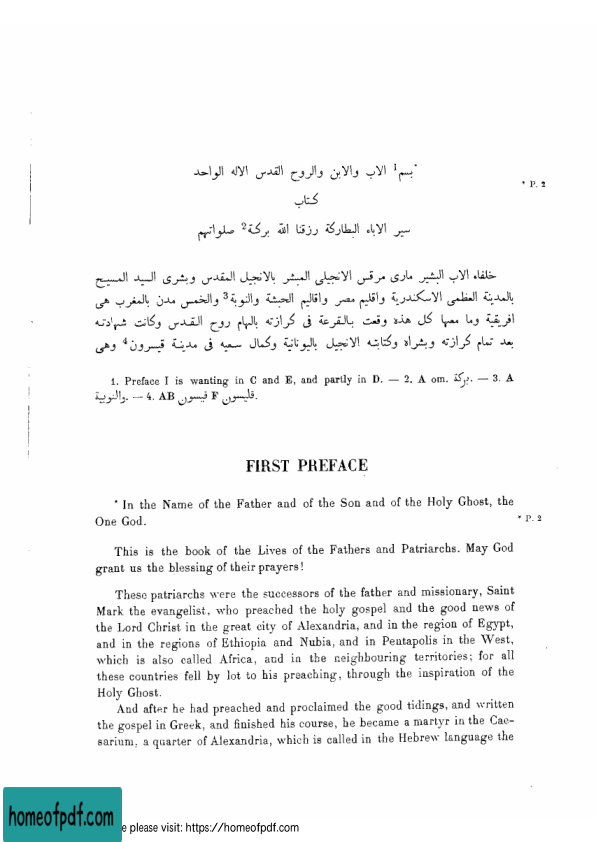 *بسم¹ الاب والابن والروح القدس الاله الواحد
* P. 2
كتاب
سير الاباء البطاركة رزقنا الله بركة² صلواتهم
خلفاء الاب البشير مارى مرقس الانجيلى المبشر بالانجيل المقدس وبشرى السيد المسيح
بالمدينة العظمى الاسكندرية واقليم مصر واقاليم الحبشة والنوبة³ والخمس مدن بالمغرب هى
افريقية وما معها كل هذه وقعت بالقرعة فى كرازته بالهام روح القدس وكانت شهادته
بعد تمام كرازته وبشراه وكتابته الانجيل باليونانية وكمال سعيه فى مدينة قيسرون⁴ وهى
1. Preface I is wanting in C and E, and partly in D. — 2. A om. بركة. — 3. A
والنوبية. — 4. AB قيسون F قليسون.
FIRST PREFACE
* In the Name of the Father and of the Son and of the Holy Ghost, the
One God.
* P. 2
This is the book of the Lives of the Fathers and Patriarchs. May God
grant us the blessing of their prayers!
These patriarchs were the successors of the father and missionary, Saint
Mark the evangelist, who preached the holy gospel and the good news of
the Lord Christ in the great city of Alexandria, and in the region of Egypt,
and in the regions of Ethiopia and Nubia, and in Pentapolis in the West,
which is also called Africa, and in the neighbouring territories; for all
these countries fell by lot to his preaching, through the inspiration of the
Holy Ghost.
And after he had preached and proclaimed the good tidings, and written
the gospel in Greek, and finished his course, he became a martyr in the Cae-
sarium, a quarter of Alexandria, which is called in the Hebrew language the
homeofpdf.com
e please visit: https://homeofpdf.com